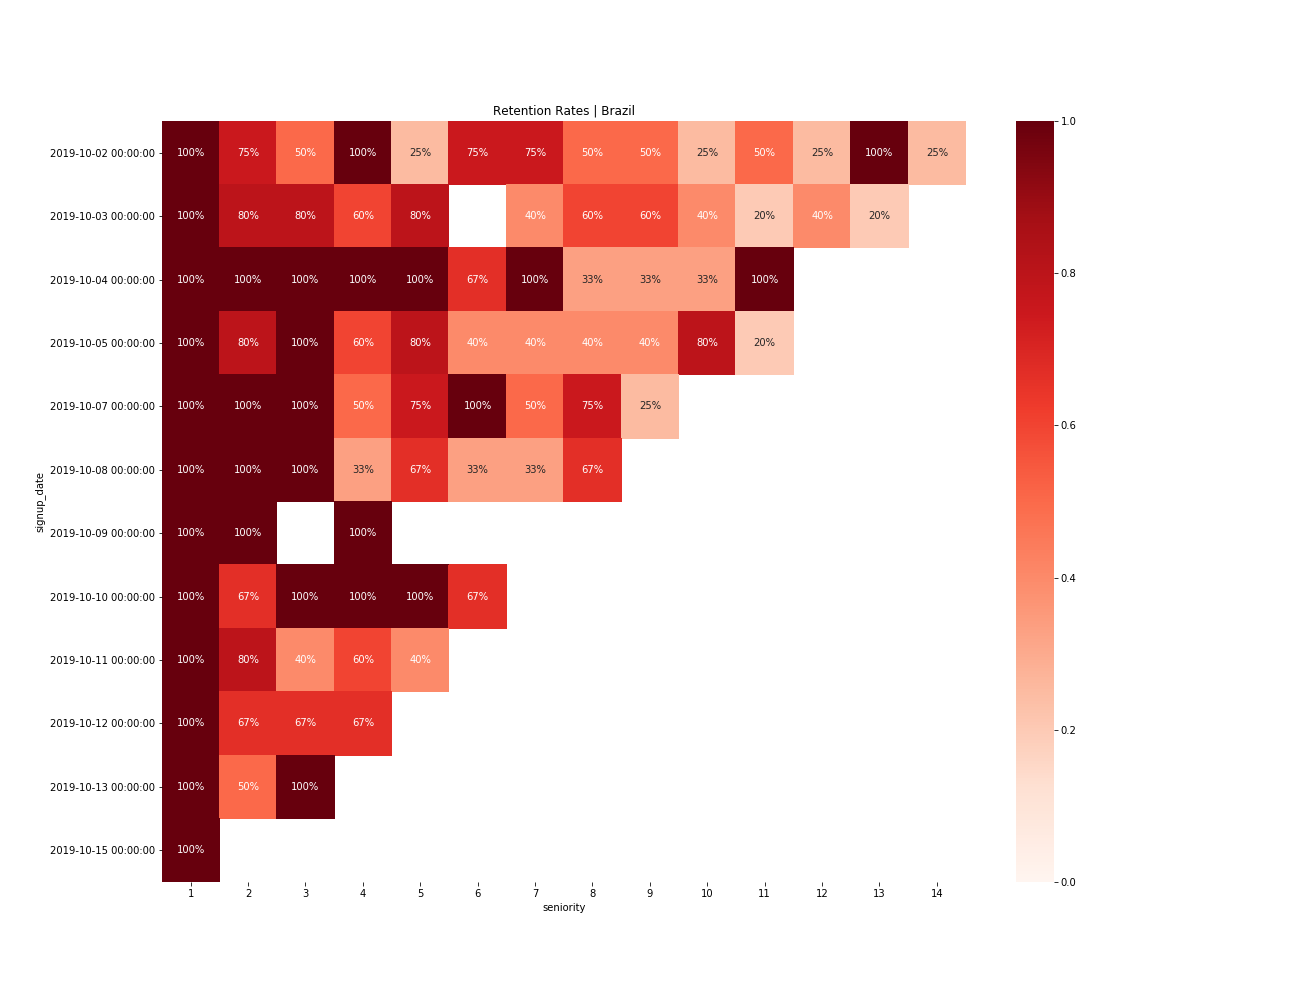 Retention Rates | Brazil
1.0
2019-10-02 00:00:00 100% 75% 50% 100% 25% 75% 75% 50% 50% 25% 50% 25% 100% 25%
2019-10-03 00:00:00 100% 80% 80% 60% 80% 40% 60% 60% 40% 20% 40% 20%
0.8
2019-10-04 00:00:00 100% 100% 100% 100% 100% 67% 100% 33% 33% 33% 100%
2019-10-05 00:00:00 100% 80% 100% 60% 80% 40% 40% 40% 40% 80% 20%
2019-10-07 00:00:00 100% 100% 100% 50% 75% 100% 50% 75% 25%
0.6
2019-10-08 00:00:00 100% 100% 100% 33% 67% 33% 33% 67%
signup_date
2019-10-09 00:00:00 100% 100% 100%
0.4
2019-10-10 00:00:00 100% 67% 100% 100% 100% 67%
2019-10-11 00:00:00 100% 80% 40% 60% 40%
2019-10-12 00:00:00 100% 67% 67% 67%
0.2
2019-10-13 00:00:00 100% 50% 100%
2019-10-15 00:00:00 100%
0.0
1 2 3 4 5 6 7 8 9 10 11 12 13 14
seniority